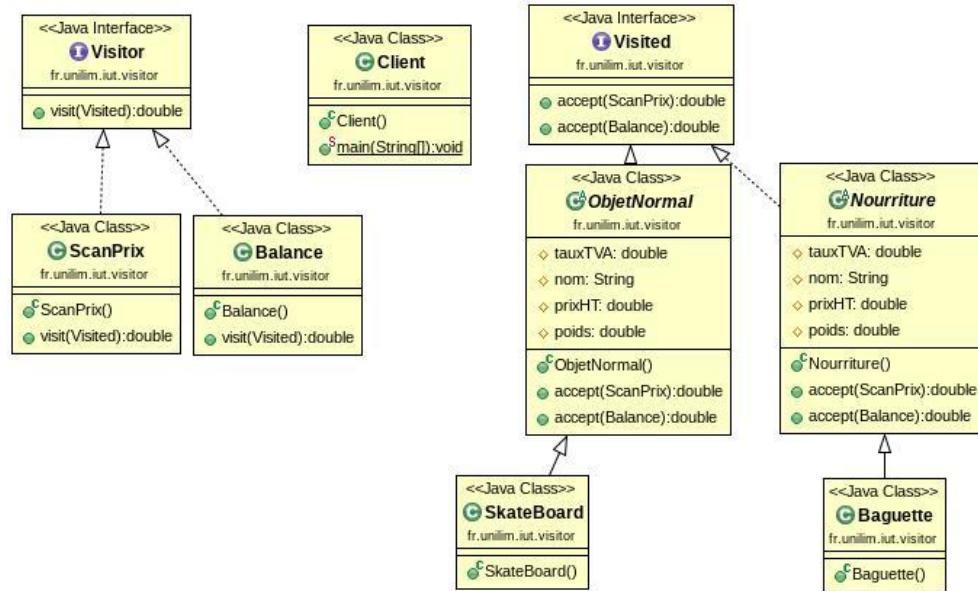 <<Java Interface>>
Visitor
fr.unilim.iut.visitor
visit(Visited):double
<<Java Class>>
Client
fr.unilim.iut.visitor
Client()
main(String[]):void
<<Java Interface>>
Visited
fr.unilim.iut.visitor
accept(ScanPrix):double
accept(Balance):double
<<Java Class>>
ScanPrix
fr.unilim.iut.visitor
ScanPrix()
visit(Visited):double
<<Java Class>>
Balance
fr.unilim.iut.visitor
Balance()
visit(Visited):double
<<Java Class>>
ObjetNormal
fr.unilim.iut.visitor
tauxTVA: double
nom: String
prixHT: double
poids: double
ObjetNormal()
accept(ScanPrix):double
accept(Balance):double
<<Java Class>>
Nourriture
fr.unilim.iut.visitor
tauxTVA: double
nom: String
prixHT: double
poids: double
Nourriture()
accept(ScanPrix):double
accept(Balance):double
<<Java Class>>
SkateBoard
fr.unilim.iut.visitor
SkateBoard()
<<Java Class>>
Baguette
fr.unilim.iut.visitor
Baguette()